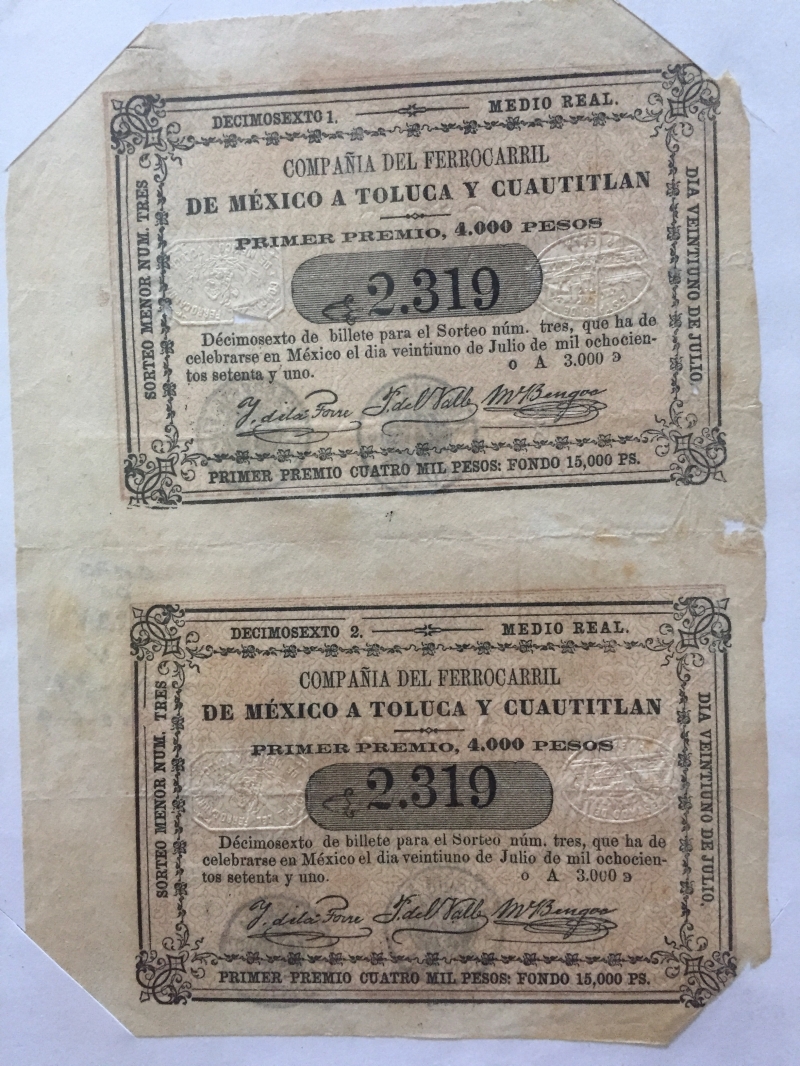 DECIMOSEXTO 1. MEDIO REAL.
COMPAÑIA DEL FERROCARRIL
DE MÉXICO A TOLUCA Y CUAUTITLAN
PRIMER PREMIO, 4.000 PESOS
2.319
Décimosexto de billete para el Sorteo núm. tres, que ha de
celebrarse en México el dia veintiuno de Julio de mil ochocien-
tos setenta y uno. o A 3.000
J. del Valle
PRIMER PREMIO CUATRO MIL PESOS: FONDO 15,000 PS.
SORTEO MENOR NUM. TRES
DIA VEINTIUNO DE JULIO.
DECIMOSEXTO 2. MEDIO REAL.
COMPAÑIA DEL FERROCARRIL
DE MÉXICO A TOLUCA Y CUAUTITLAN
PRIMER PREMIO, 4.000 PESOS
2.319
Décimosexto de billete para el Sorteo núm. tres, que ha de
celebrarse en México el dia veintiuno de Julio de mil ochocien-
tos setenta y uno. o A 3.000
J. del Valle
PRIMER PREMIO CUATRO MIL PESOS: FONDO 15,000 PS.
SORTEO MENOR NUM. TRES
DIA VEINTIUNO DE JULIO.